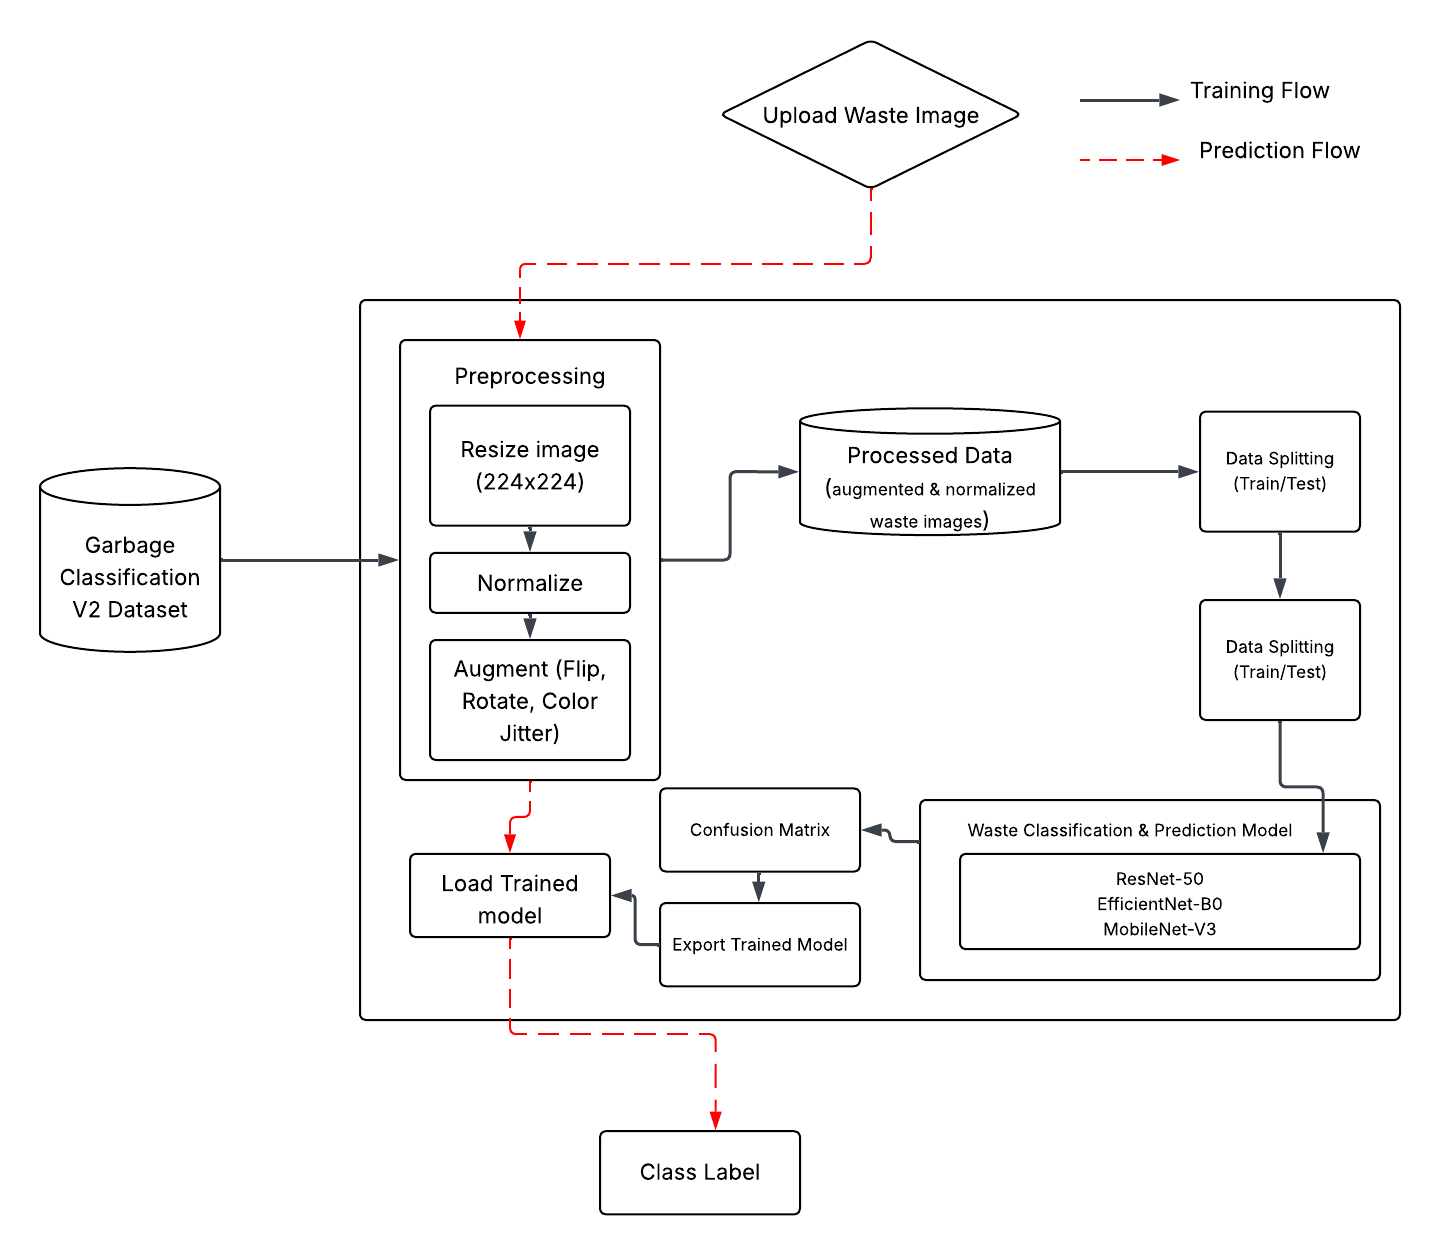 Upload Waste Image
Training Flow
Prediction Flow
Preprocessing
Resize image
(224x224)
Normalize
Augment (Flip,
Rotate, Color
Jitter)
Garbage
Classification
V2 Dataset
Processed Data
(augmented & normalized
waste images)
Data Splitting
(Train/Test)
Data Splitting
(Train/Test)
Waste Classification & Prediction Model
ResNet-50
EfficientNet-B0
MobileNet-V3
Confusion Matrix
Export Trained Model
Load Trained
model
Class Label